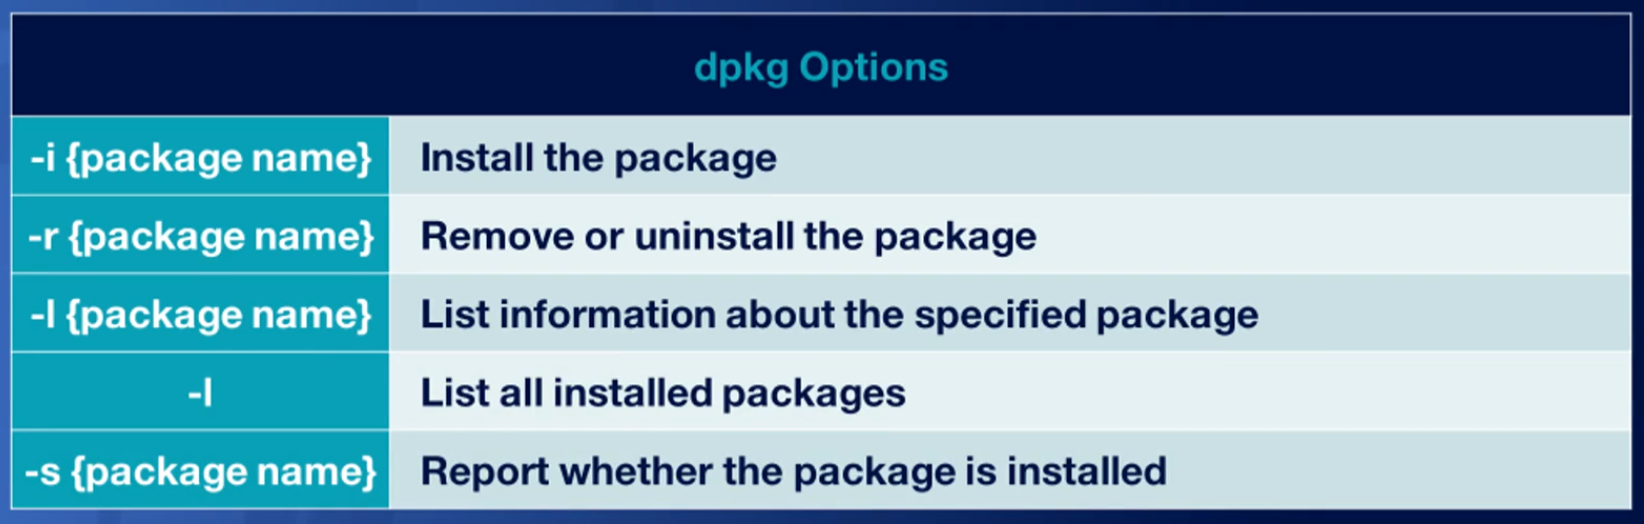 dpkg Options
-i {package name} Install the package
-r {package name} Remove or uninstall the package
-l {package name} List information about the specified package
-l List all installed packages
-s {package name} Report whether the package is installed